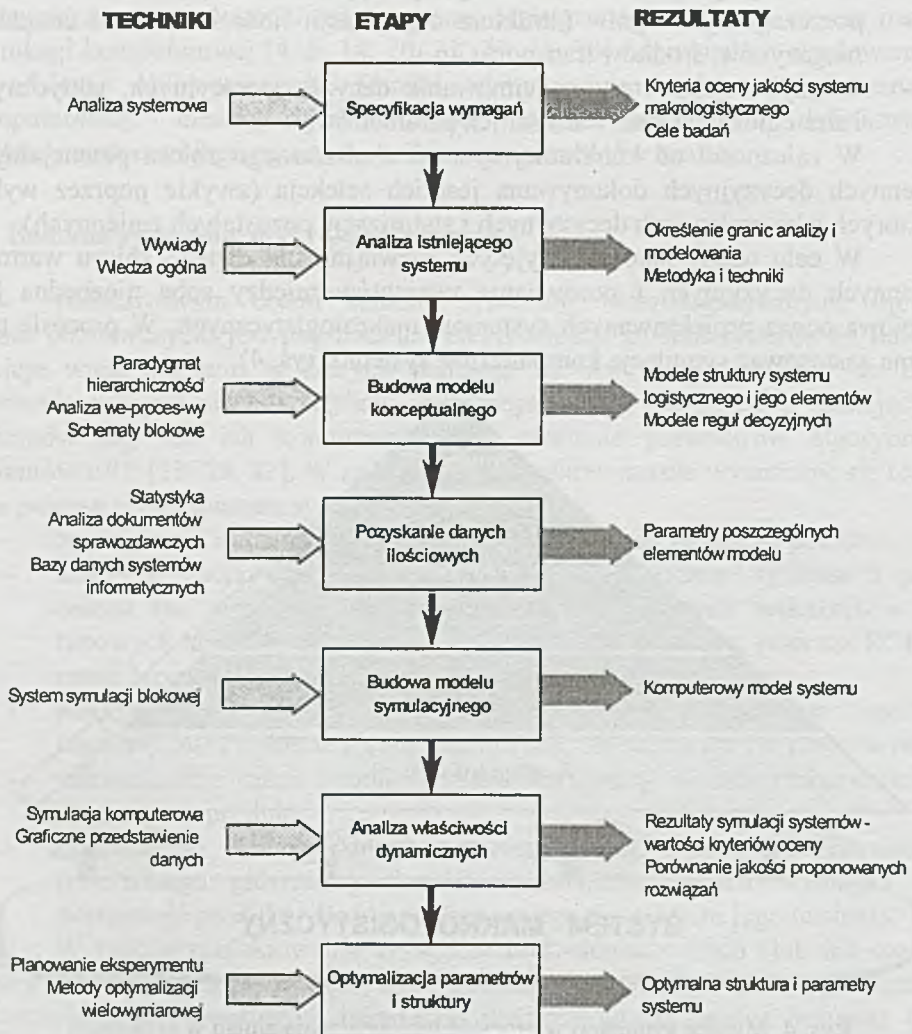 TECHNIKI
ETAPY
REZULTATY
Analiza systemowa
Specyfikacja wymagań
Kryteria oceny jakości systemu
makrologistycznego
Cele badań
Wywiady
Wiedza ogólna
Analiza istniejącego
systemu
Określenie granic analizy i
modelowania
Metodyka i techniki
Paradygmat
hierarchiczności
Analiza we-proces-wy
Schematy blokowe
Budowa modelu
konceptualnego
Modele struktury systemu
logistycznego i jego elementów
Modele reguł decyzyjnych
Statystyka
Analiza dokumentów
sprawozdawczych
Bazy danych systemów
informatycznych
Pozyskanie danych
ilościowych
Parametry poszczególnych
elementów modelu
System symulacji blokowej
Budowa modelu
symulacyjnego
Komputerowy model systemu
Symulacja komputerowa
Graficzne przedstawienie
danych
Analiza właściwości
dynamicznych
Rezultaty symulacji systemów -
wartości kryteriów oceny
Porównanie jakości proponowanych
rozwiązań
Planowanie eksperymentu
Metody optymalizacji
wielowymiarowej
Optymalizacja parametrów
i struktury
Optymalna struktura i parametry
systemu